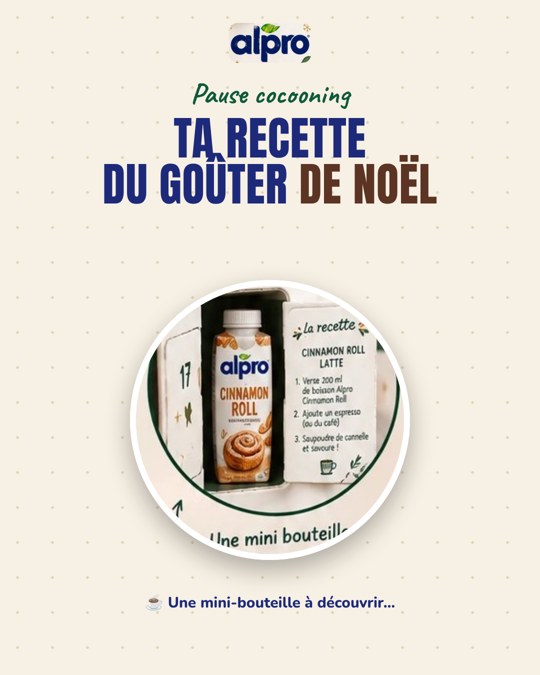 alpro
Pause cocooning
TA RECETTE
DU GOÛTER DE NOËL
17
alpro
CINNAMON
ROLL
la recette
CINNAMON ROLL
LATTE
1. Verse 200 ml
de boisson Alpro
Cinnamon Roll
2. Ajoute un espresso
(ou du café)
3. Saupoudre de cannelle
et savoure !
Une mini bouteille
☕ Une mini-bouteille à découvrir...